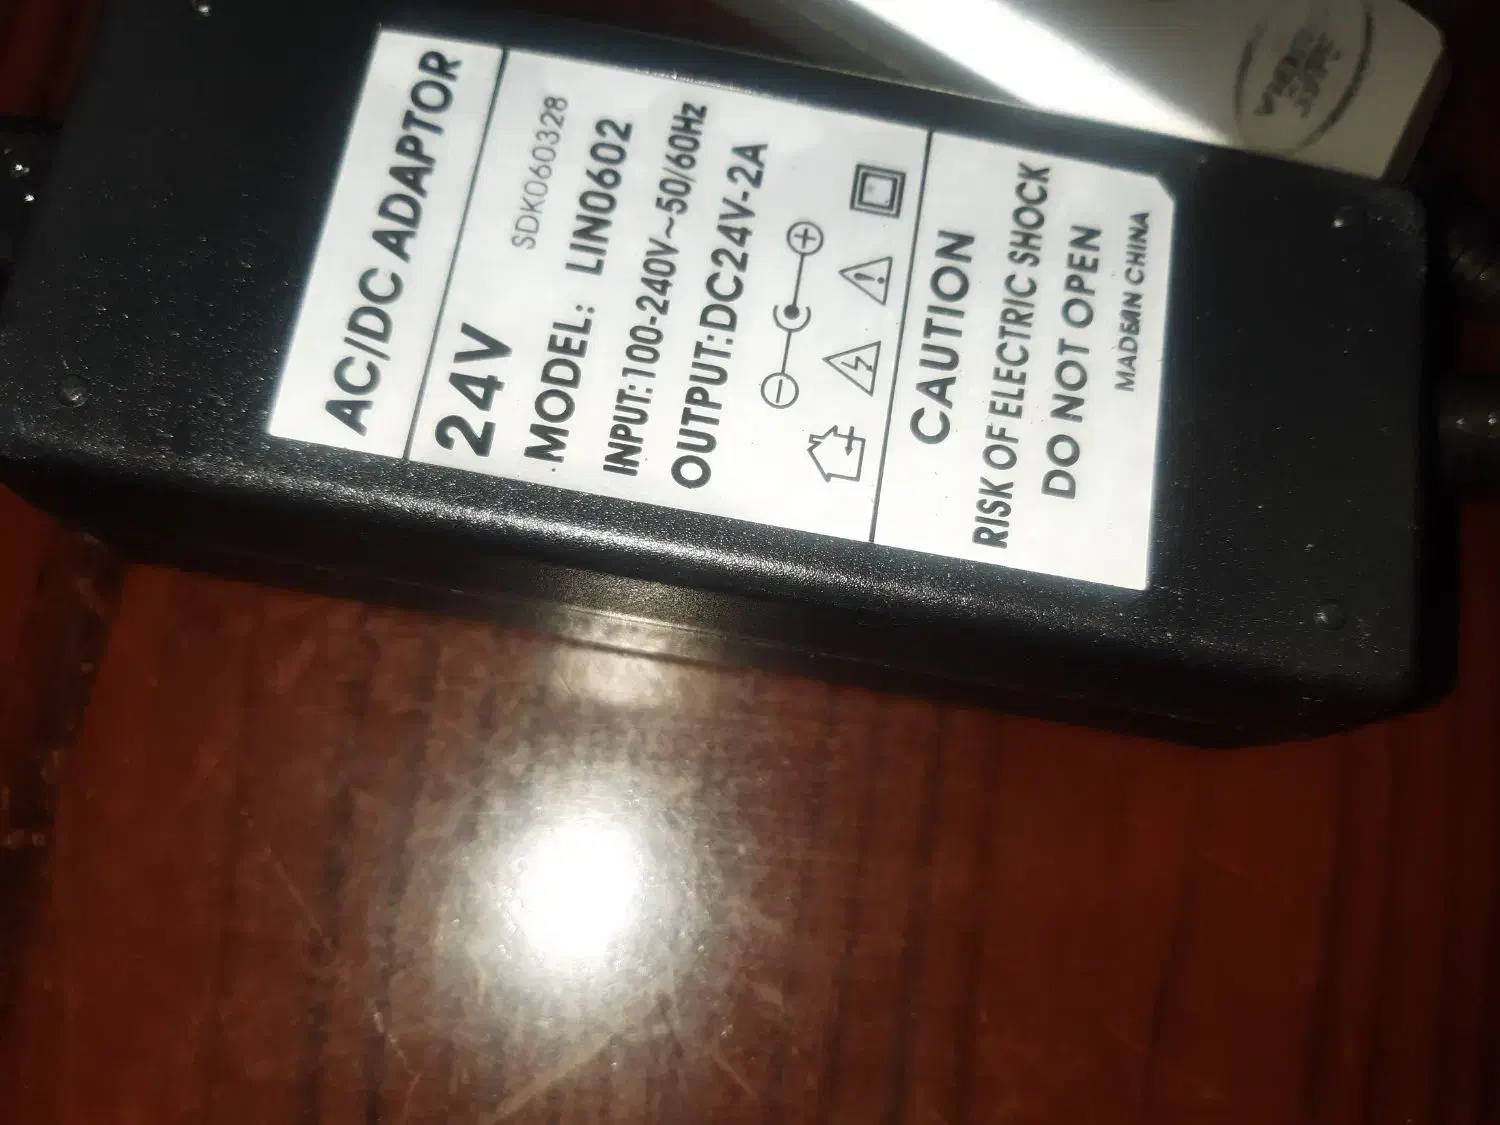 AC/DC ADAPTOR
24V
SDK060328
MODEL: LIN0602
INPUT:100-240V~50/60Hz
OUTPUT:DC24V-2A
CAUTION
RISK OF ELECTRIC SHOCK
DO NOT OPEN
MADE IN CHINA